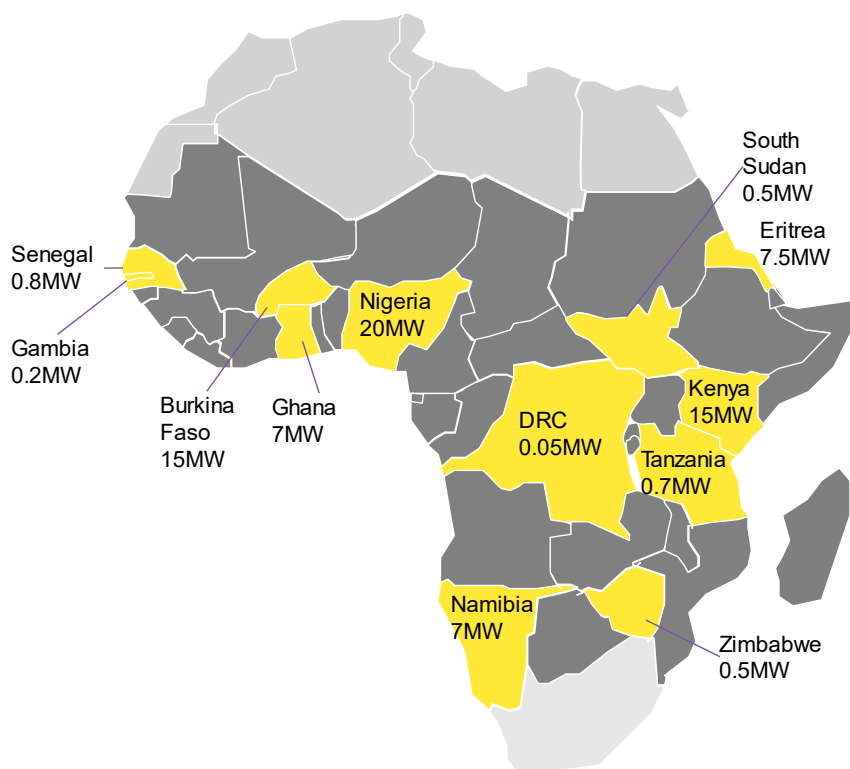 South
Sudan
0.5MW
Eritrea
7.5MW
Senegal
0.8MW
Nigeria
20MW
Gambia
0.2MW
Burkina
Faso
15MW
Ghana
7MW
DRC
0.05MW
Kenya
15MW
Tanzania
0.7MW
Namibia
7MW
Zimbabwe
0.5MW